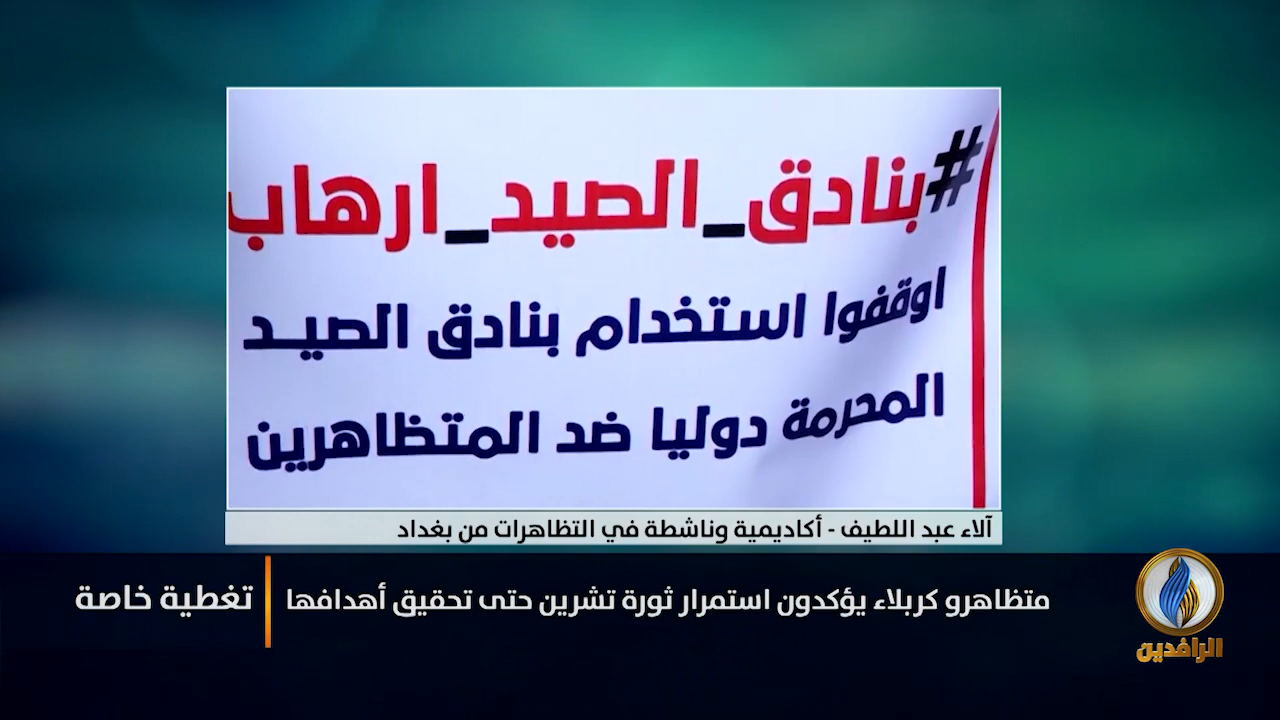 #بنادق_الصيد_ارهاب
اوقفوا استخدام بنادق الصيـد
المحرمة دوليا ضد المتظاهرين
آلاء عبد اللطيف - أكاديمية وناشطة في التظاهرات من بغداد
متظاهرو كربلاء يؤكدون استمرار ثورة تشرين حتى تحقيق أهدافها
تغطية خاصة
الرافدين